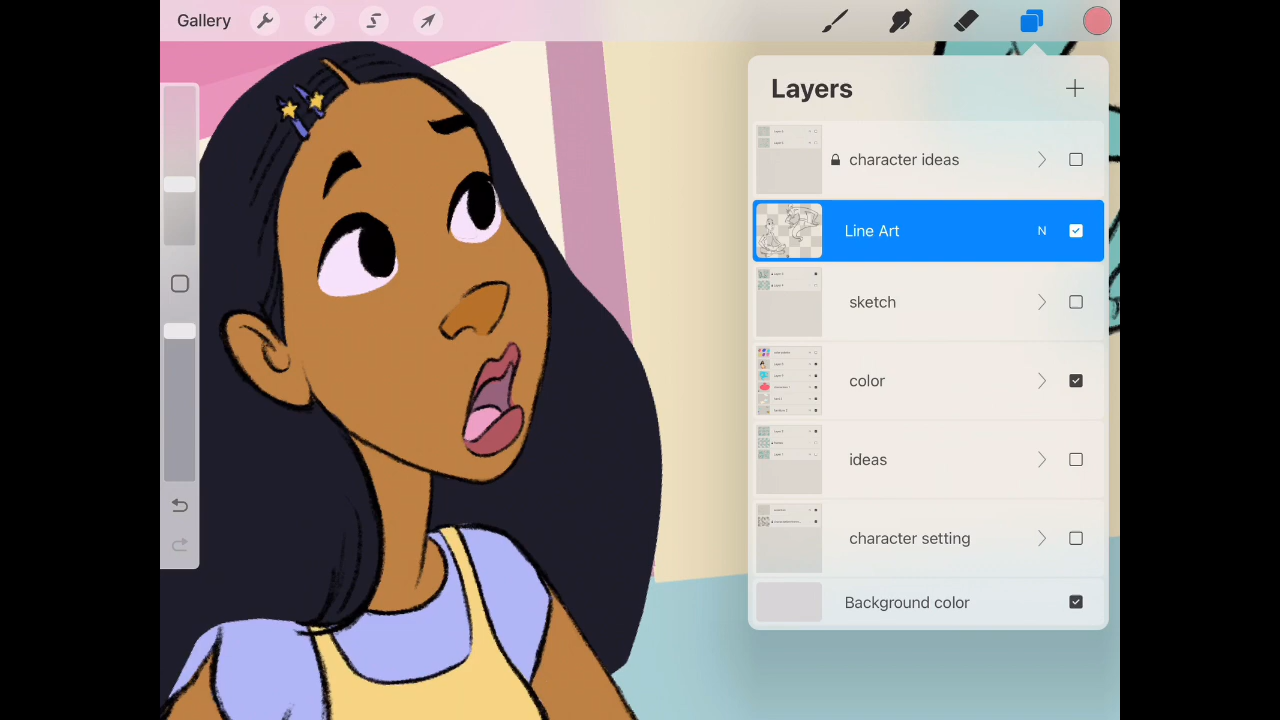 Gallery
Layers
character ideas
Line Art N
sketch
color
ideas
character setting
Background color